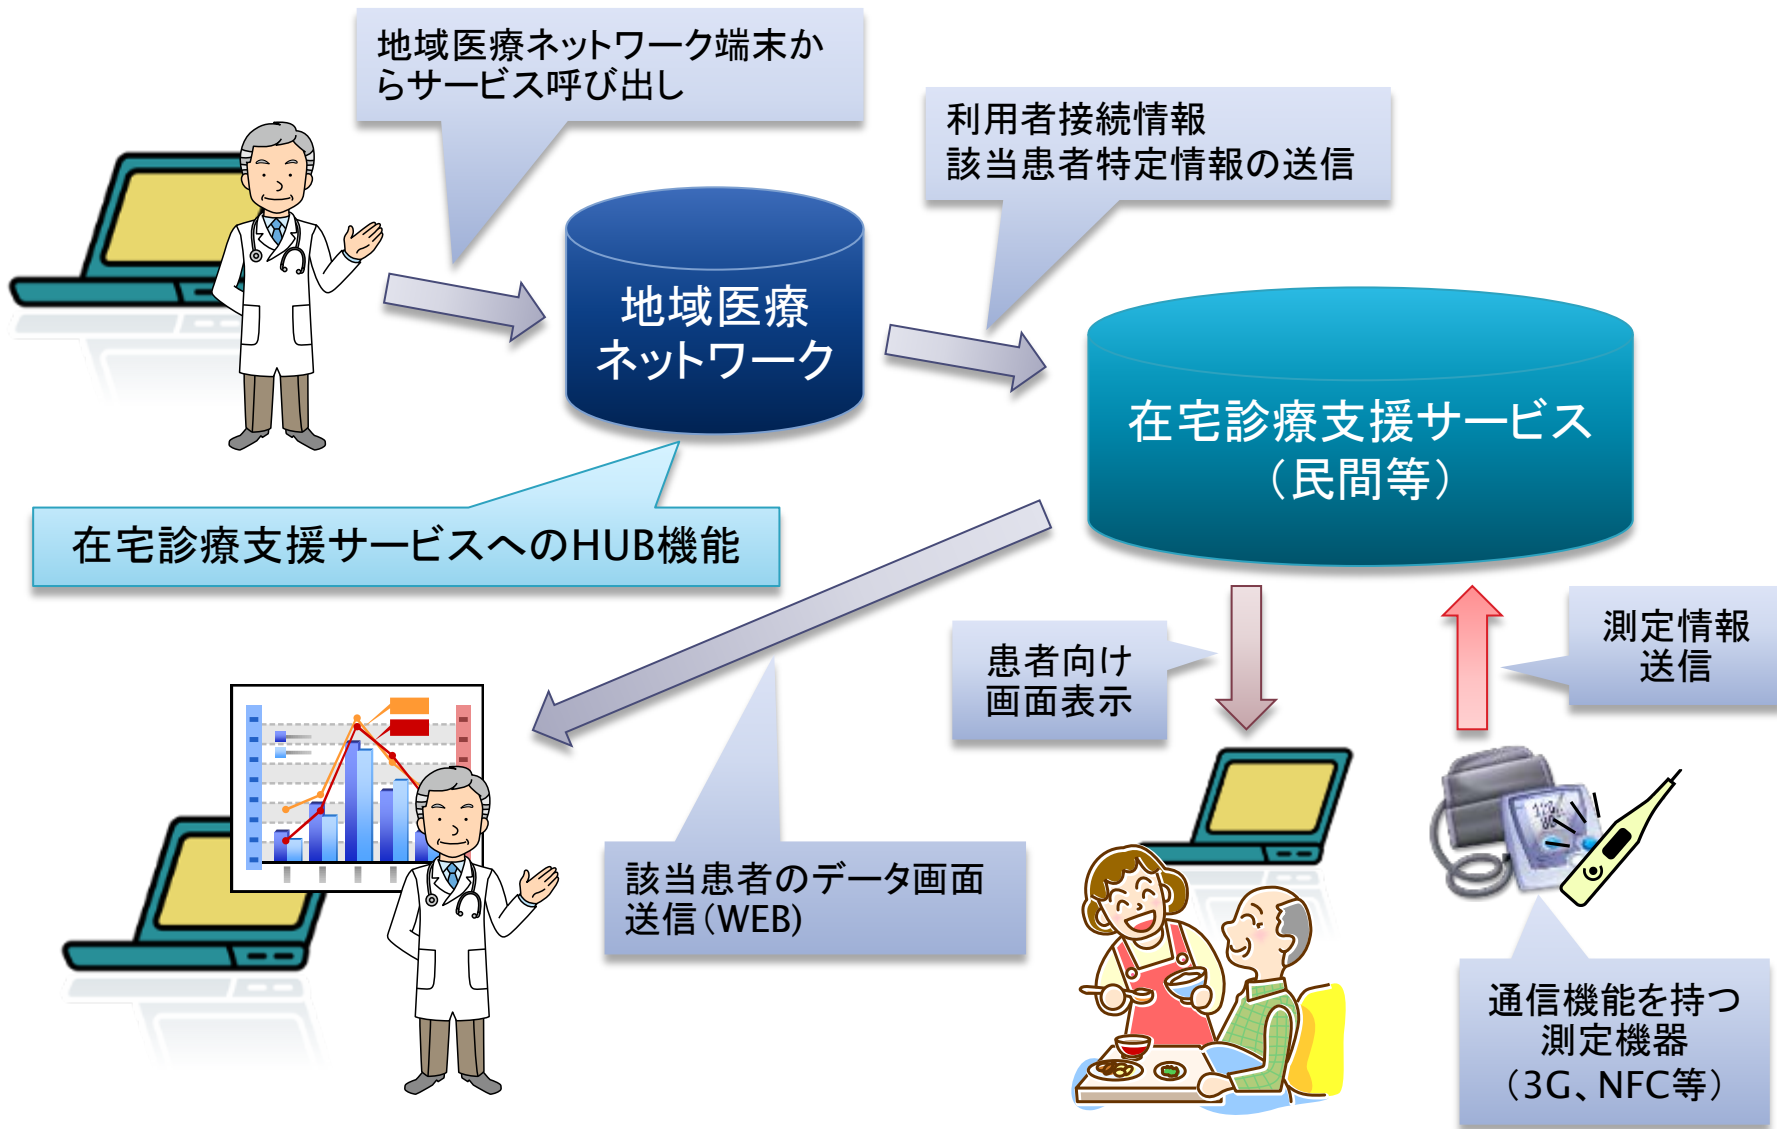 地域医療ネットワーク端末か
らサービス呼び出し
利用者接続情報
該当患者特定情報の送信
地域医療
ネットワーク
在宅診療支援サービス
（民間等）
在宅診療支援サービスへのHUB機能
患者向け
画面表示
測定情報
送信
該当患者のデータ画面
送信（WEB)
通信機能を持つ
測定機器
（3G、NFC等）